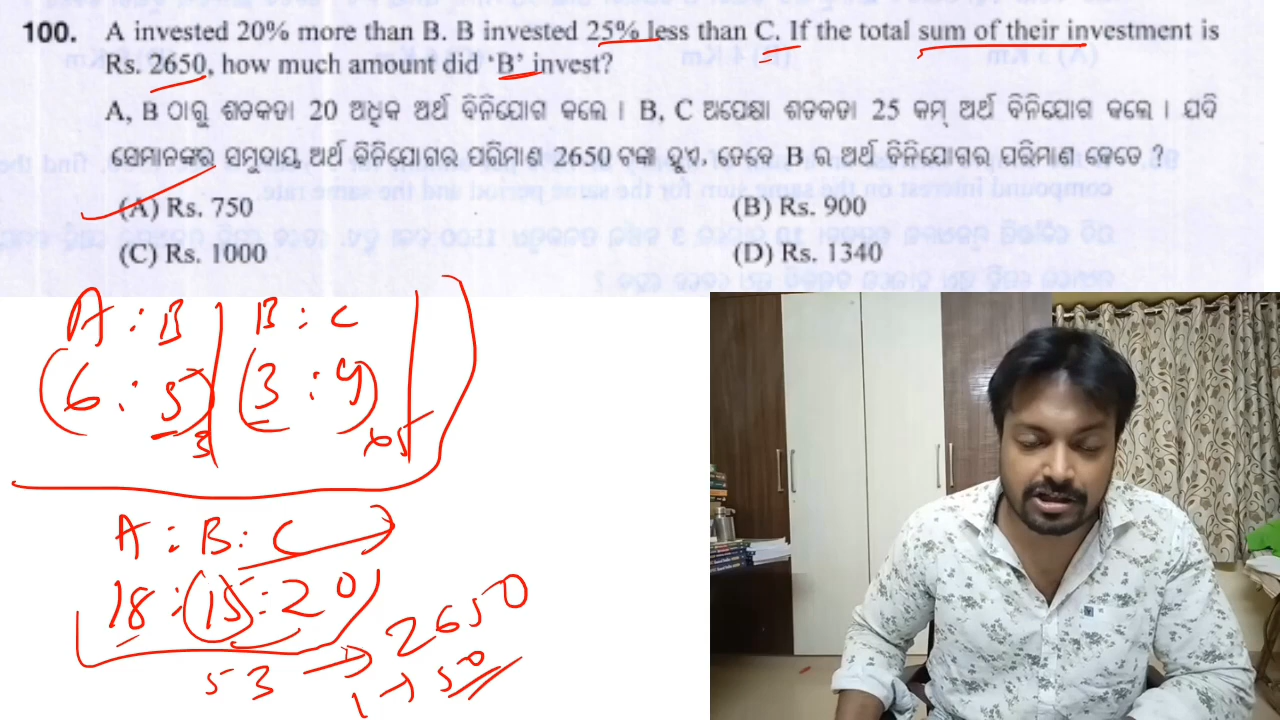 100. A invested 20% more than B. B invested 25% less than C. If the total sum of their investment is
Rs. 2650, how much amount did ‘B’ invest?
A, B ଠାରୁ ଶତକଡା 20 ଅଧିକ ଅର୍ଥ ବିନିଯୋଗ କଲେ । B, C ଅପେକ୍ଷା ଶତକଡା 25 କମ୍ ଅର୍ଥ ବିନିଯୋଗ କଲେ । ଯଦି
ସେମାନଙ୍କର ସମୁଦାୟ ଅର୍ଥ ବିନିଯୋଗର ପରିମାଣ 2650 ଟଙ୍କା ହୁଏ, ତେବେ B ର ଅର୍ଥ ବିନିଯୋଗର ପରିମାଣ କେତେ ?
(A) Rs. 750
(B) Rs. 900
(C) Rs. 1000
(D) Rs. 1340
A : B B : C
(6 : 5) (3 : 4)
×5
A : B : C
18 : (15 : 20)
53 → 2650
1 → 50